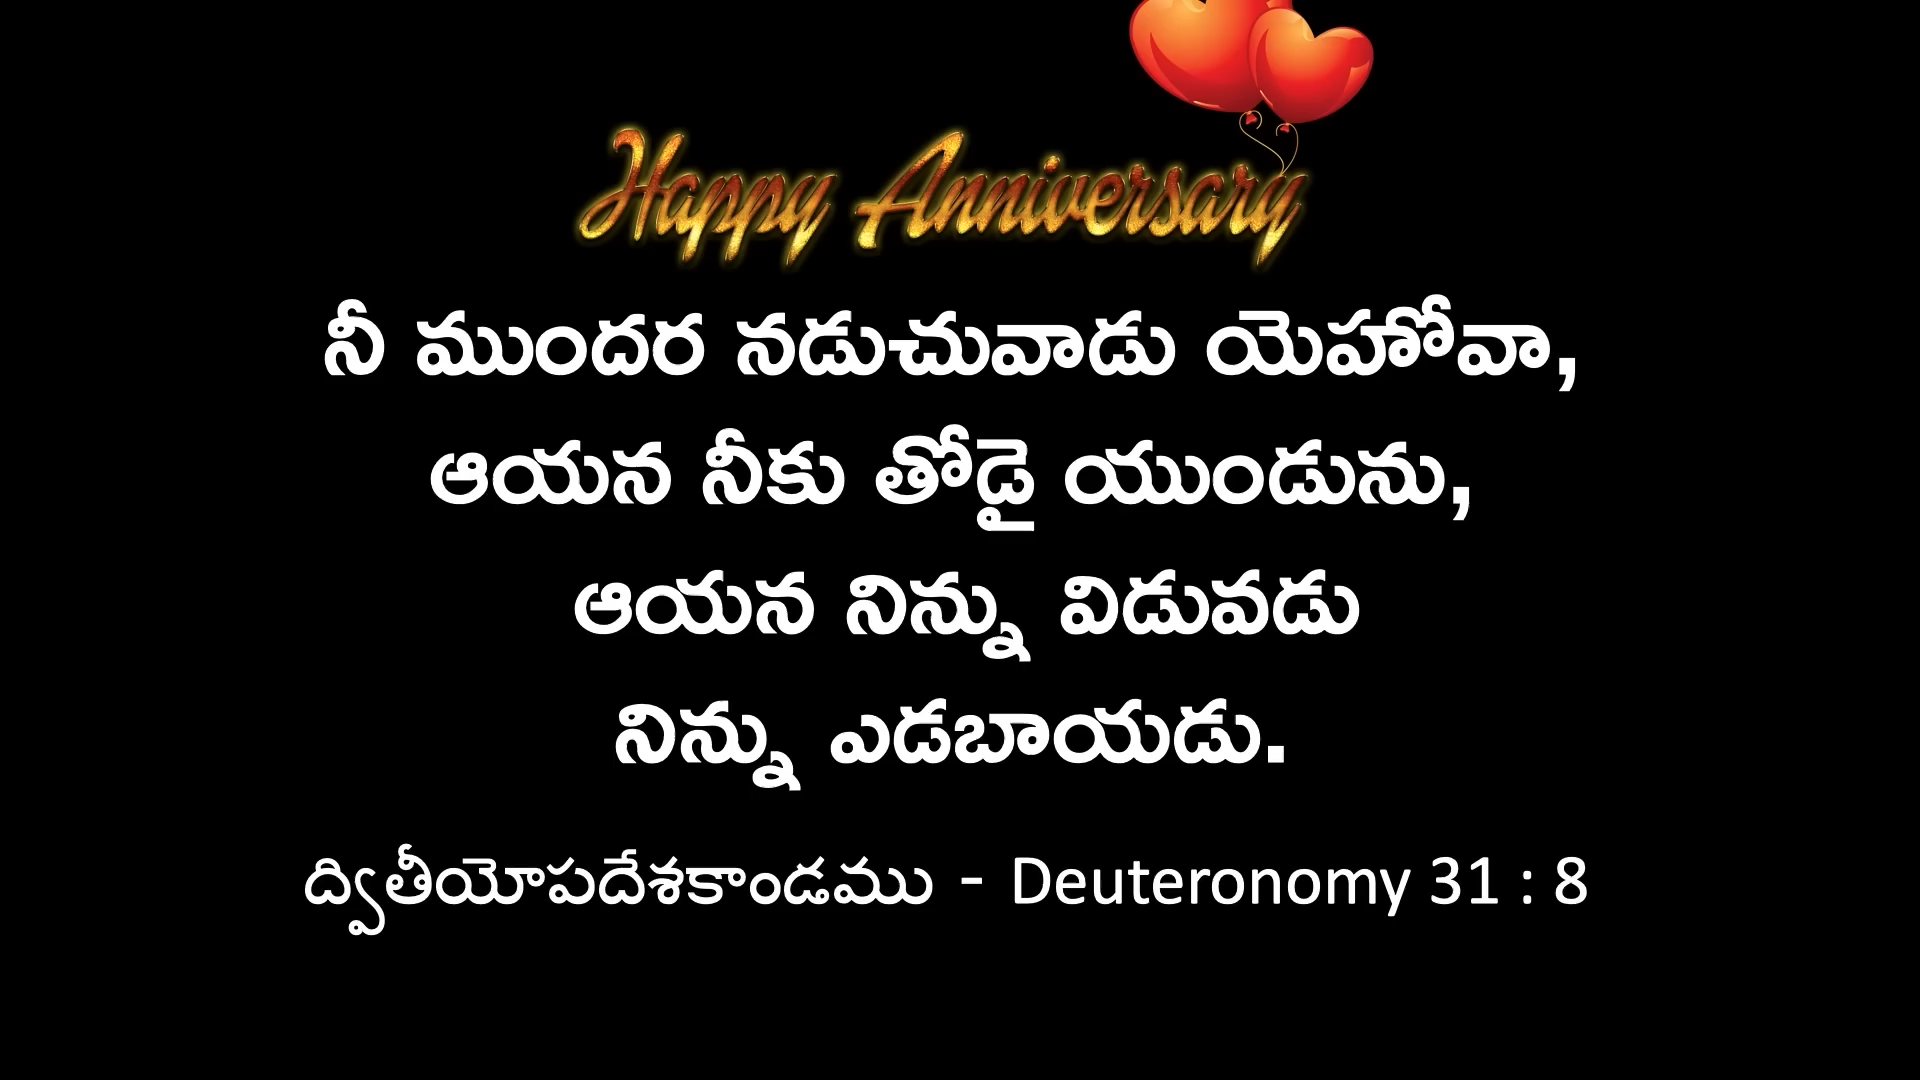 Happy Anniversary
నీ ముందర నడుచువాడు యెహోవా,
ఆయన నీకు తోడై యుండును,
ఆయన నిన్ను విడువడు
నిన్ను ఎడబాయడు.
ద్వితీయోపదేశకాండము - Deuteronomy 31 : 8